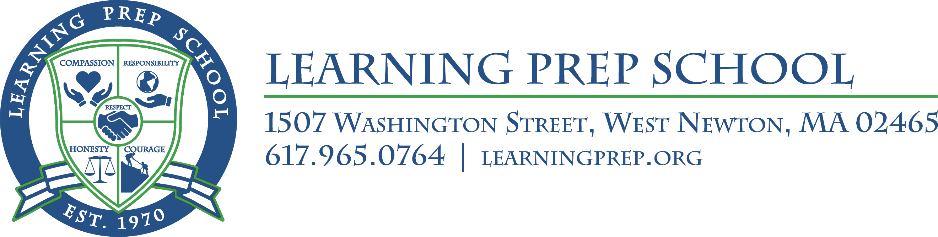 LEARNING PREP SCHOOL
COMPASSION
RESPONSIBILITY
RESPECT
HONESTY
COURAGE
EST. 1970
LEARNING PREP SCHOOL
1507 WASHINGTON STREET, WEST NEWTON, MA 02465
617.965.0764 | LEARNINGPREP.ORG